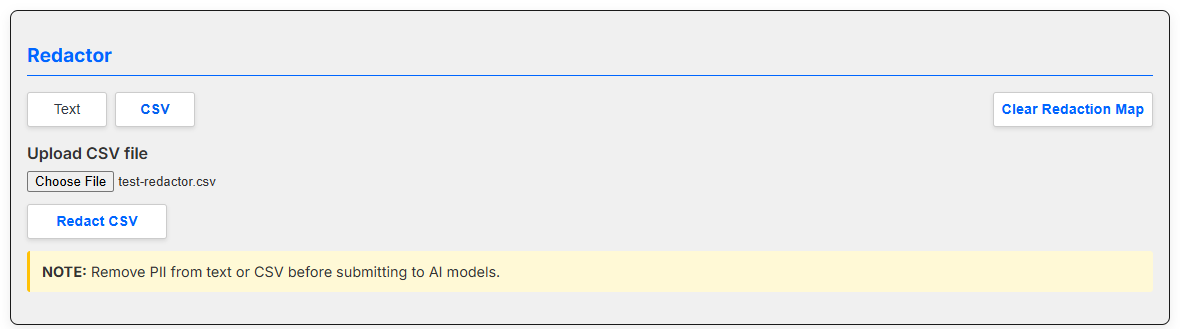 Redactor
Text CSV Clear Redaction Map
Upload CSV file
Choose File test-redactor.csv
Redact CSV
NOTE: Remove PII from text or CSV before submitting to AI models.